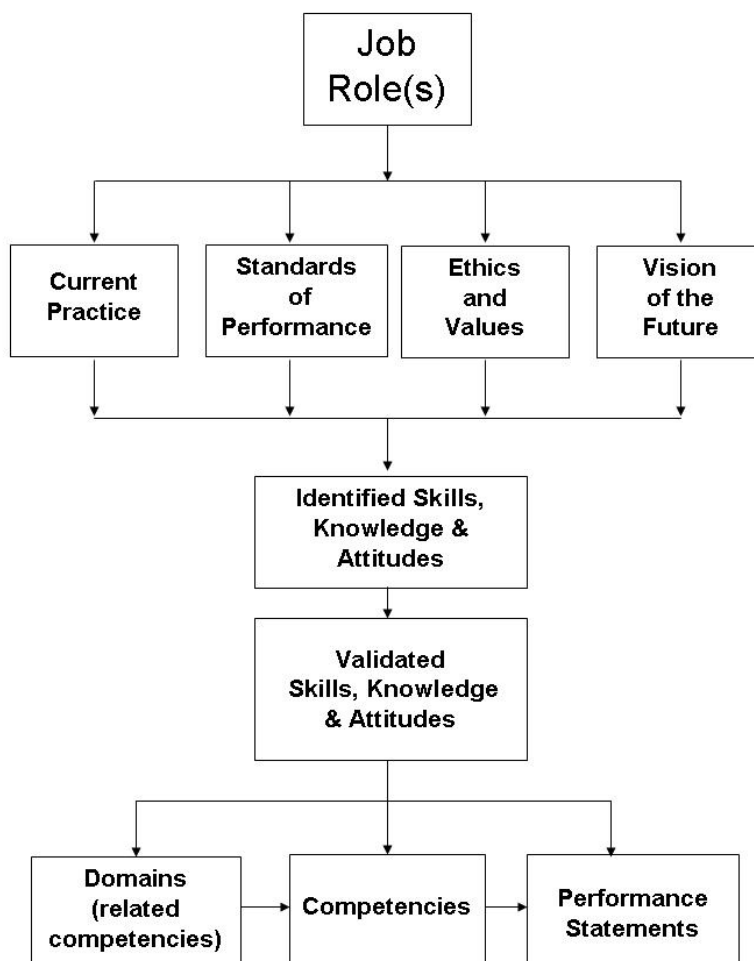 Job
Role(s)
Current
Practice
Standards
of
Performance
Ethics
and
Values
Vision
of the
Future
Identified Skills,
Knowledge &
Attitudes
Validated
Skills, Knowledge
& Attitudes
Domains
(related
competencies)
Competencies
Performance
Statements